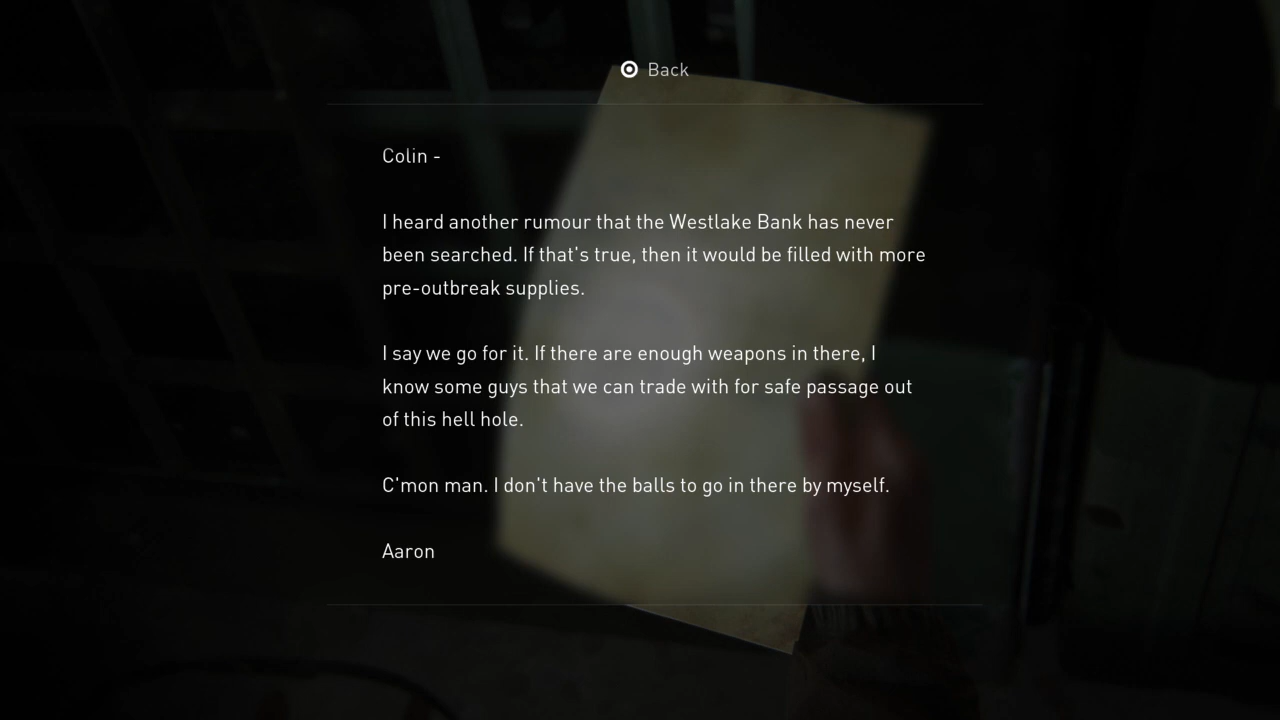 Back
Colin -
I heard another rumour that the Westlake Bank has never
been searched. If that's true, then it would be filled with more
pre-outbreak supplies.
I say we go for it. If there are enough weapons in there, I
know some guys that we can trade with for safe passage out
of this hell hole.
C'mon man. I don't have the balls to go in there by myself.
Aaron